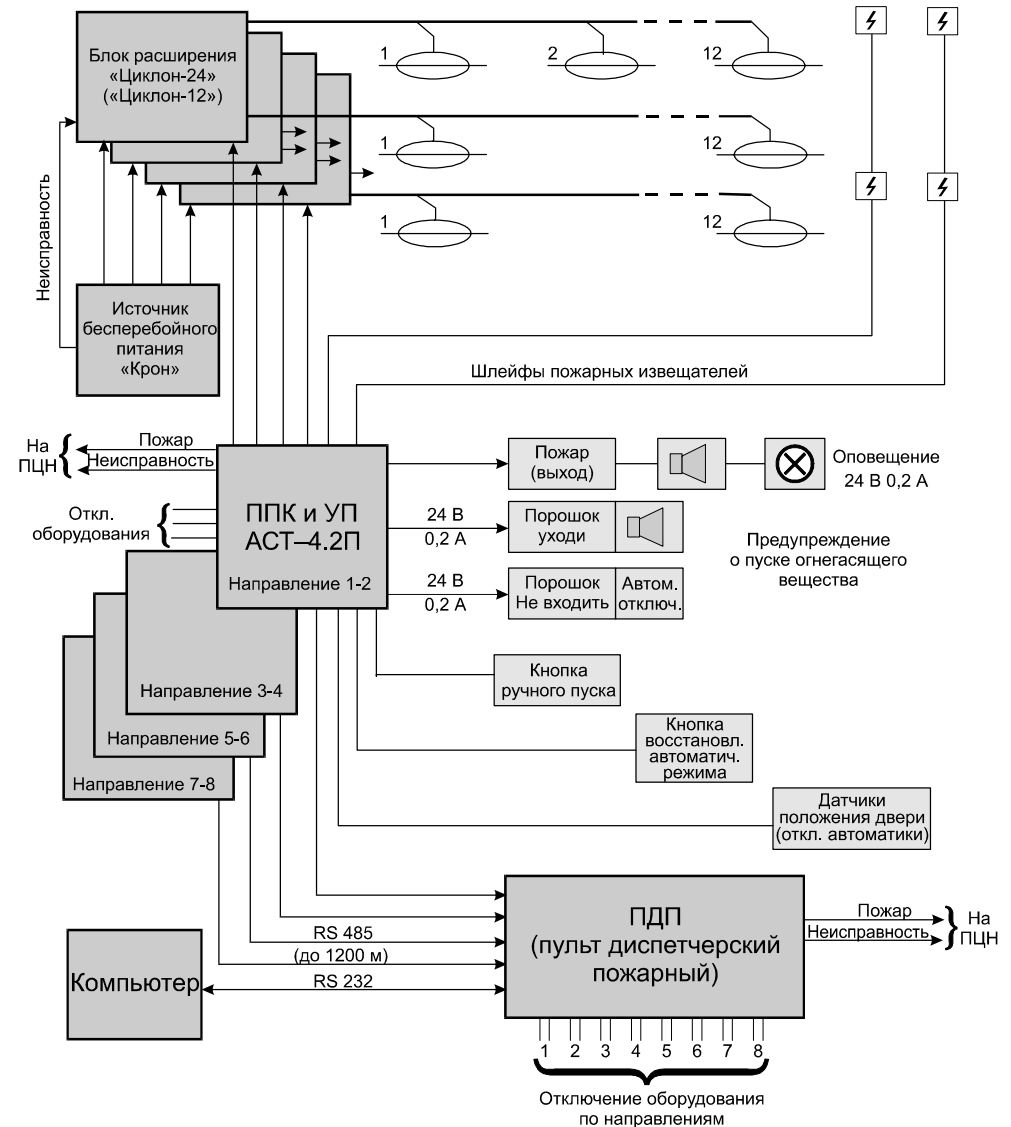 Блок расширения
«Циклон-24»
(«Циклон-12»)
1
2
12
1
12
1
12
Неисправность
Источник
бесперебойного
питания
«Крон»
Шлейфы пожарных извещателей
На
ПЦН
Пожар
Неисправность
Откл.
оборудования
ППК и УП
АСТ–4.2П
Направление 1-2
Направление 3-4
Направление 5-6
Направление 7-8
Пожар
(выход)
Оповещение
24 В 0,2 А
24 В
0,2 А
Порошок
уходи
Предупреждение
о пуске огнегасящего
вещества
24 В
0,2 А
Порошок
Не входить
Автом.
отключ.
Кнопка
ручного пуска
Кнопка
восстановл.
автоматич.
режима
Датчики
положения двери
(откл. автоматики)
ПДП
(пульт диспетчерский
пожарный)
Пожар
Неисправность
На
ПЦН
RS 485
(до 1200 м)
RS 232
Компьютер
1 2 3 4 5 6 7 8
Отключение оборудования
по направлениям